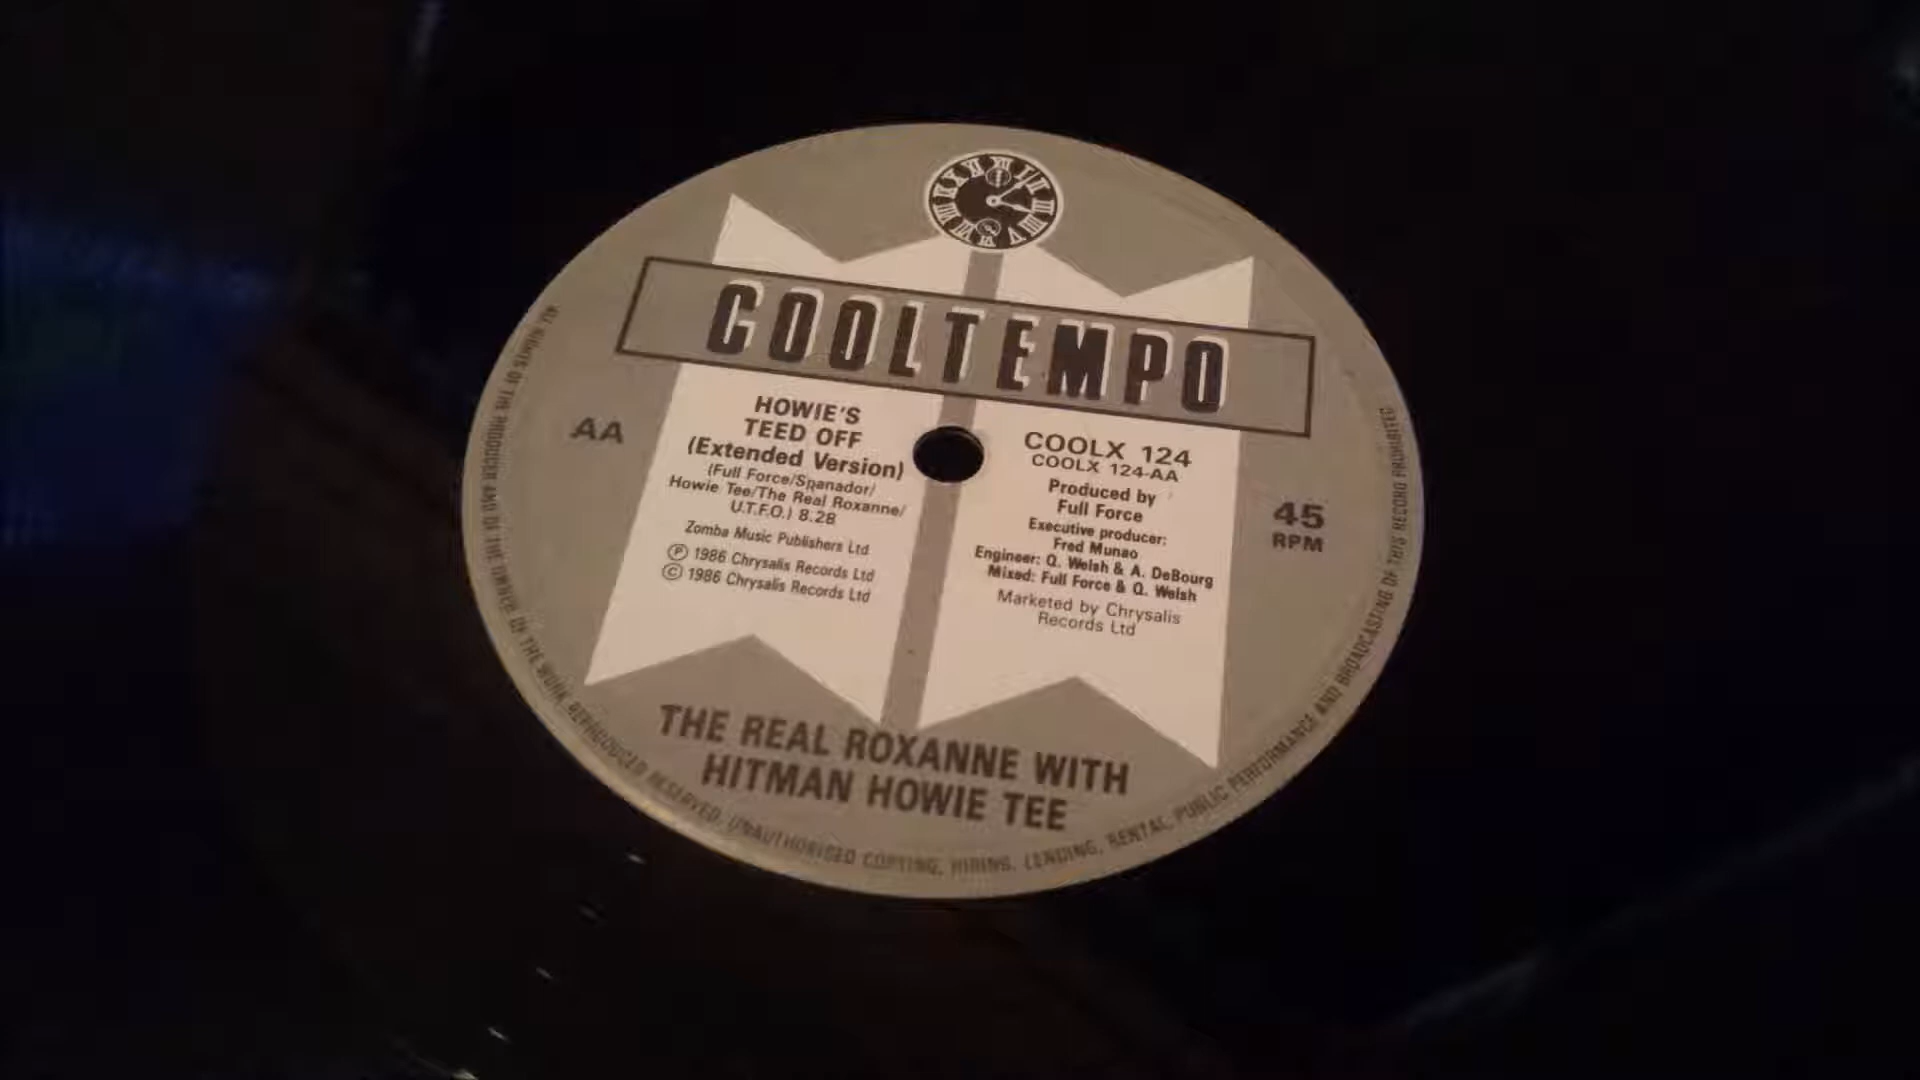 COOLTEMPO
AA
HOWIE'S
TEED OFF
(Extended Version)
(Full Force/Spanador/
Howie Tee/The Real Roxanne/
U.T.F.O.) 8.28
Zomba Music Publishers Ltd
Ⓟ 1986 Chrysalis Records Ltd
© 1986 Chrysalis Records Ltd
COOLX 124
COOLX 124-AA
Produced by
Full Force
Executive producer:
Fred Munao
Engineer: Q. Welsh & A. DeBourg
Mixed: Full Force & Q. Welsh
Marketed by Chrysalis
Records Ltd
45
RPM
THE REAL ROXANNE WITH
HITMAN HOWIE TEE
ALL RIGHTS OF THE PRODUCER AND OF THE OWNER OF THE WORK REPRODUCED RESERVED. UNAUTHORISED COPYING, HIRING, LENDING, RENTAL, PUBLIC PERFORMANCE AND BROADCASTING OF THIS RECORD PROHIBITED